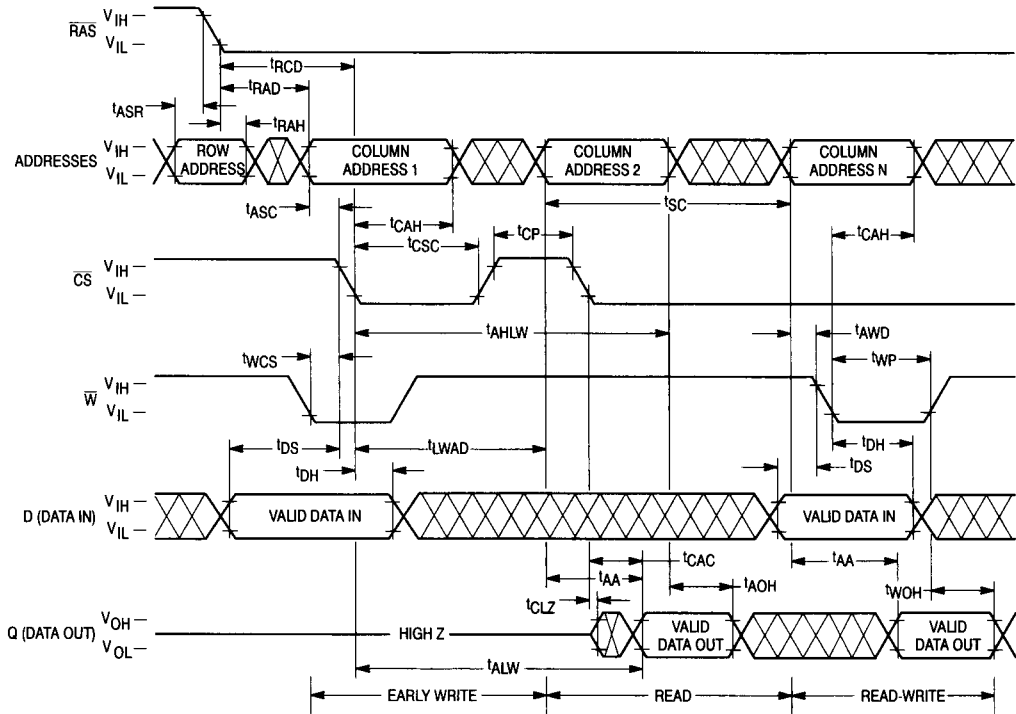 RAS VIH
VIL
tRCD
tRAD
tASR
tRAH
ADDRESSES VIH ROW ADDRESS COLUMN ADDRESS 1 COLUMN ADDRESS 2 COLUMN ADDRESS N
VIL
tASC
tSC
tCAH
tCSC
tCP
tCAH
CS VIH
VIL
tAHLW
tAWD
tWCS
tWP
W VIH
VIL
tDS
tLWAD
tDH
tDH
tDS
D (DATA IN) VIH VALID DATA IN VALID DATA IN
VIL
tCAC
tAA
tAA
tAOH
tWOH
tCLZ
Q (DATA OUT) VOH HIGH Z VALID DATA OUT VALID DATA OUT
VOL
tALW
EARLY WRITE READ READ-WRITE